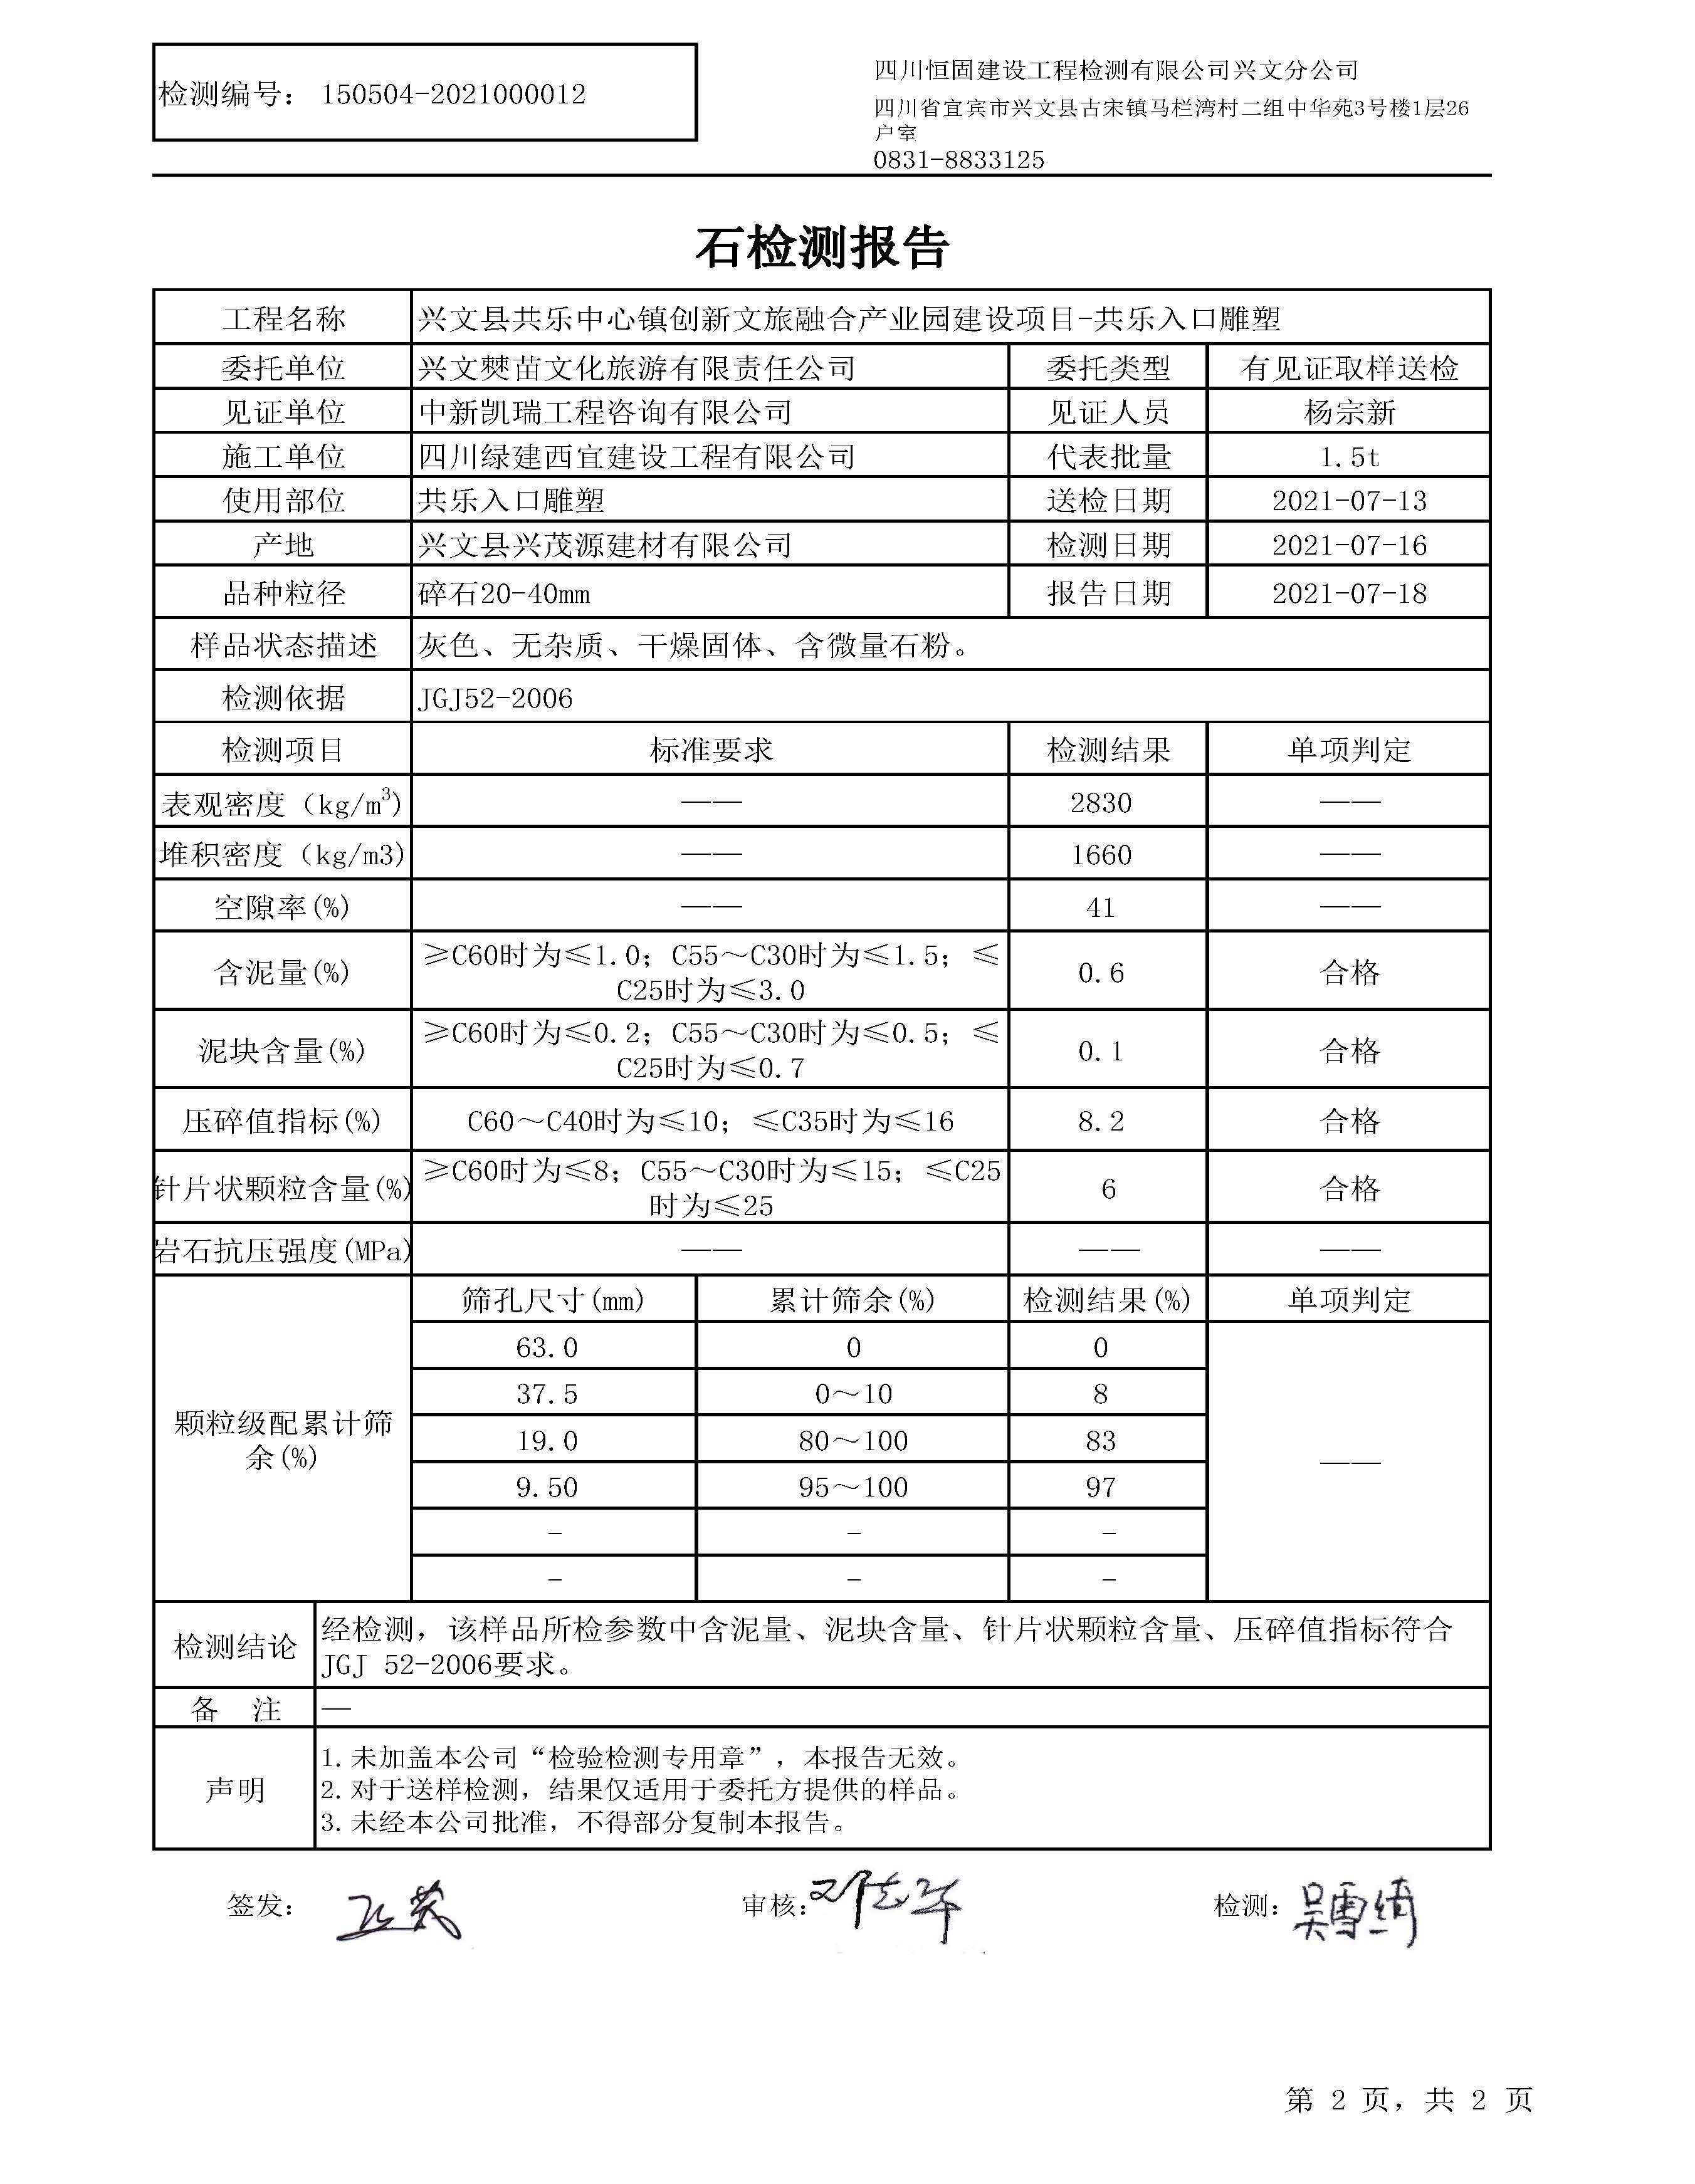 检测编号： 150504-2021000012
四川恒固建设工程检测有限公司兴文分公司
四川省宜宾市兴文县古宋镇马栏湾村二组中华苑3号楼1层26
户室
0831-8833125
石检测报告
工程名称 兴文县共乐中心镇创新文旅融合产业园建设项目-共乐入口雕塑
委托单位 兴文僰苗文化旅游有限责任公司 委托类型 有见证取样送检
见证单位 中新凯瑞工程咨询有限公司 见证人员 杨宗新
施工单位 四川绿建西宜建设工程有限公司 代表批量 1.5t
使用部位 共乐入口雕塑 送检日期 2021-07-13
产地 兴文县兴茂源建材有限公司 检测日期 2021-07-16
品种粒径 碎石20-40mm 报告日期 2021-07-18
样品状态描述 灰色、无杂质、干燥固体、含微量石粉。
检测依据 JGJ52-2006
检测项目 标准要求 检测结果 单项判定
表观密度（kg/m³) —— 2830 ——
堆积密度（kg/m3) —— 1660 ——
空隙率(%) —— 41 ——
含泥量(%) ≥C60时为≤1.0；C55～C30时为≤1.5；≤
C25时为≤3.0 0.6 合格
泥块含量(%) ≥C60时为≤0.2；C55～C30时为≤0.5；≤
C25时为≤0.7 0.1 合格
压碎值指标(%) C60～C40时为≤10；≤C35时为≤16 8.2 合格
针片状颗粒含量(%) ≥C60时为≤8；C55～C30时为≤15；≤C25
时为≤25 6 合格
岩石抗压强度(MPa) —— —— ——
筛孔尺寸(mm) 累计筛余(%) 检测结果(%) 单项判定
63.0 0 0
37.5 0～10 8
颗粒级配累计筛
余(%)
19.0 80～100 83
——
9.50 95～100 97
- - -
- - -
检测结论 经检测，该样品所检参数中含泥量、泥块含量、针片状颗粒含量、压碎值指标符合
JGJ 52-2006要求。
备 注 —
声明
1.未加盖本公司“检验检测专用章”，本报告无效。
2.对于送样检测，结果仅适用于委托方提供的样品。
3.未经本公司批准，不得部分复制本报告。
签发： 审核： 检测：吴雪绮
第 2 页，共 2 页